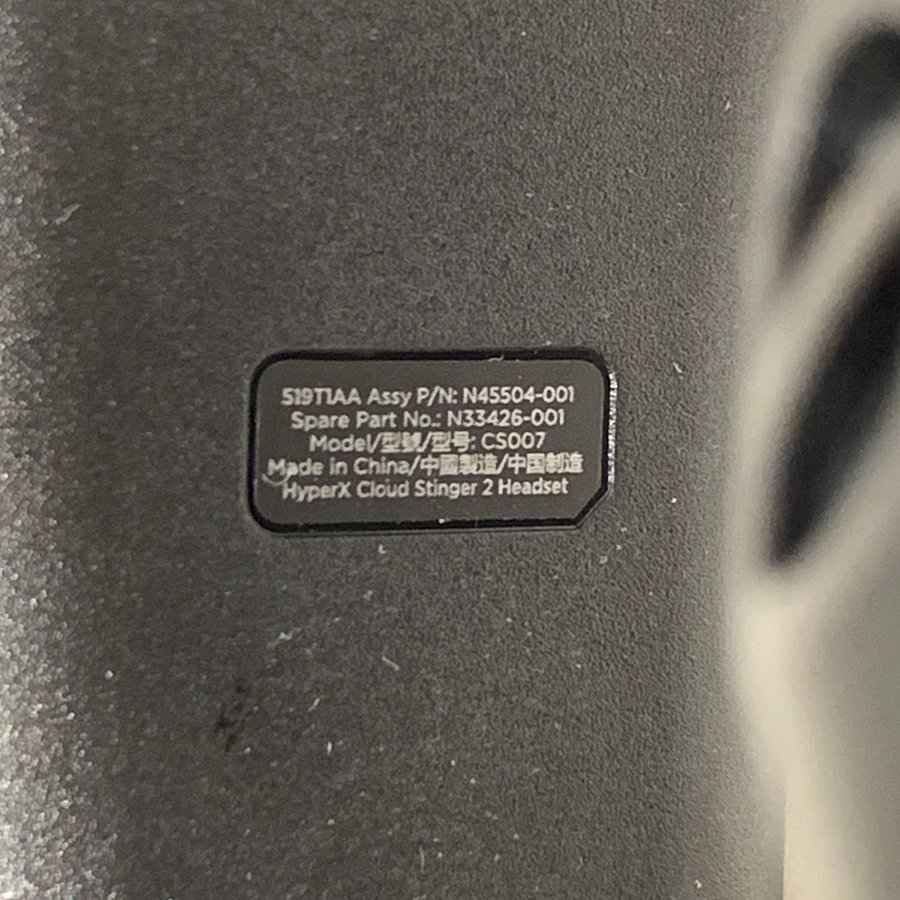 519T1AA Assy P/N: N45504-001
Spare Part No.: N33426-001
Model/型號/型号: CS007
Made in China/中國製造/中国制造
HyperX Cloud Stinger 2 Headset